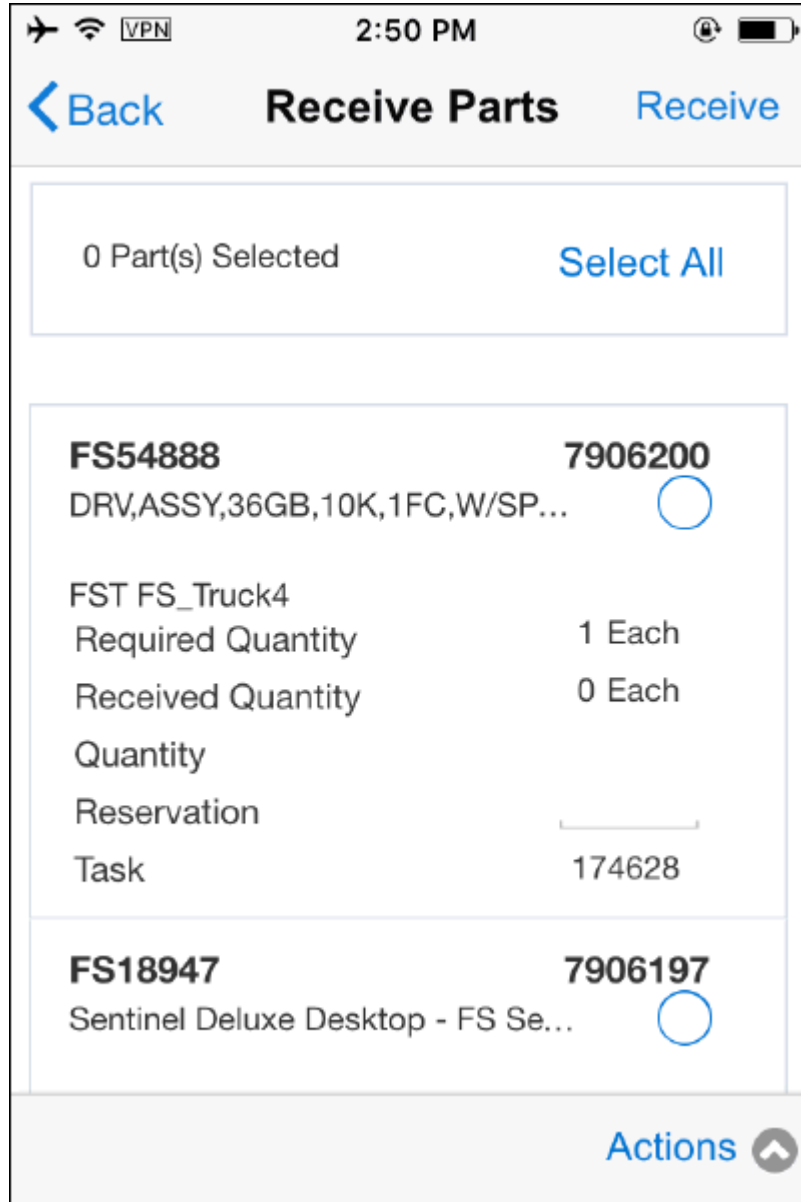 VPN 2:50 PM
Back Receive Parts Receive
0 Part(s) Selected Select All
FS54888 7906200
DRV,ASSY,36GB,10K,1FC,W/SP...
FST FS_Truck4
Required Quantity 1 Each
Received Quantity 0 Each
Quantity
Reservation
Task 174628
FS18947 7906197
Sentinel Deluxe Desktop - FS Se...
Actions